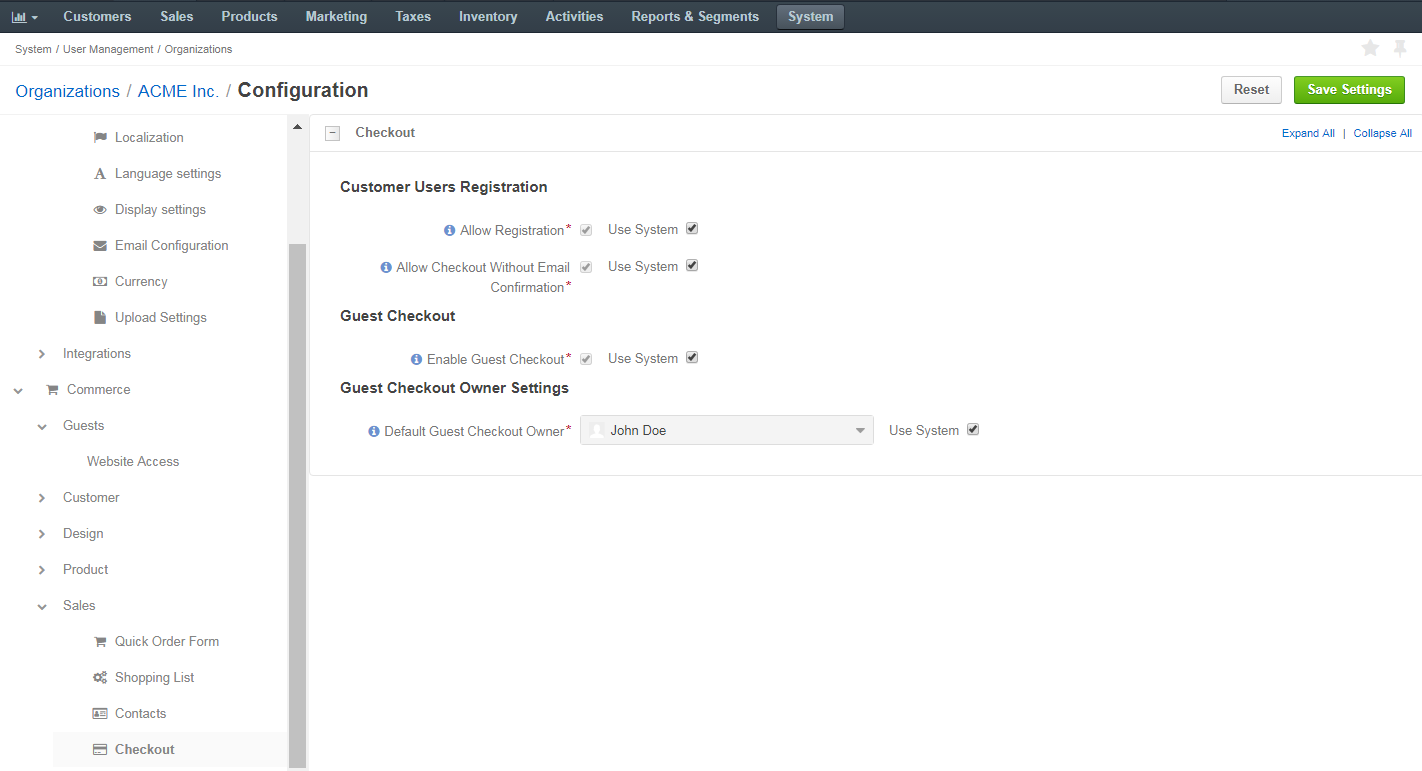 Customers Sales Products Marketing Taxes Inventory Activities Reports & Segments System
System / User Management / Organizations
Organizations / ACME Inc. / Configuration
Reset
Save Settings
Localization
Language settings
Display settings
Email Configuration
Currency
Upload Settings
Integrations
Commerce
Guests
Website Access
Customer
Design
Product
Sales
Quick Order Form
Shopping List
Contacts
Checkout
Checkout
Expand All | Collapse All
Customer Users Registration
Allow Registration* Use System
Allow Checkout Without Email Use System
Confirmation*
Guest Checkout
Enable Guest Checkout* Use System
Guest Checkout Owner Settings
Default Guest Checkout Owner* John Doe Use System